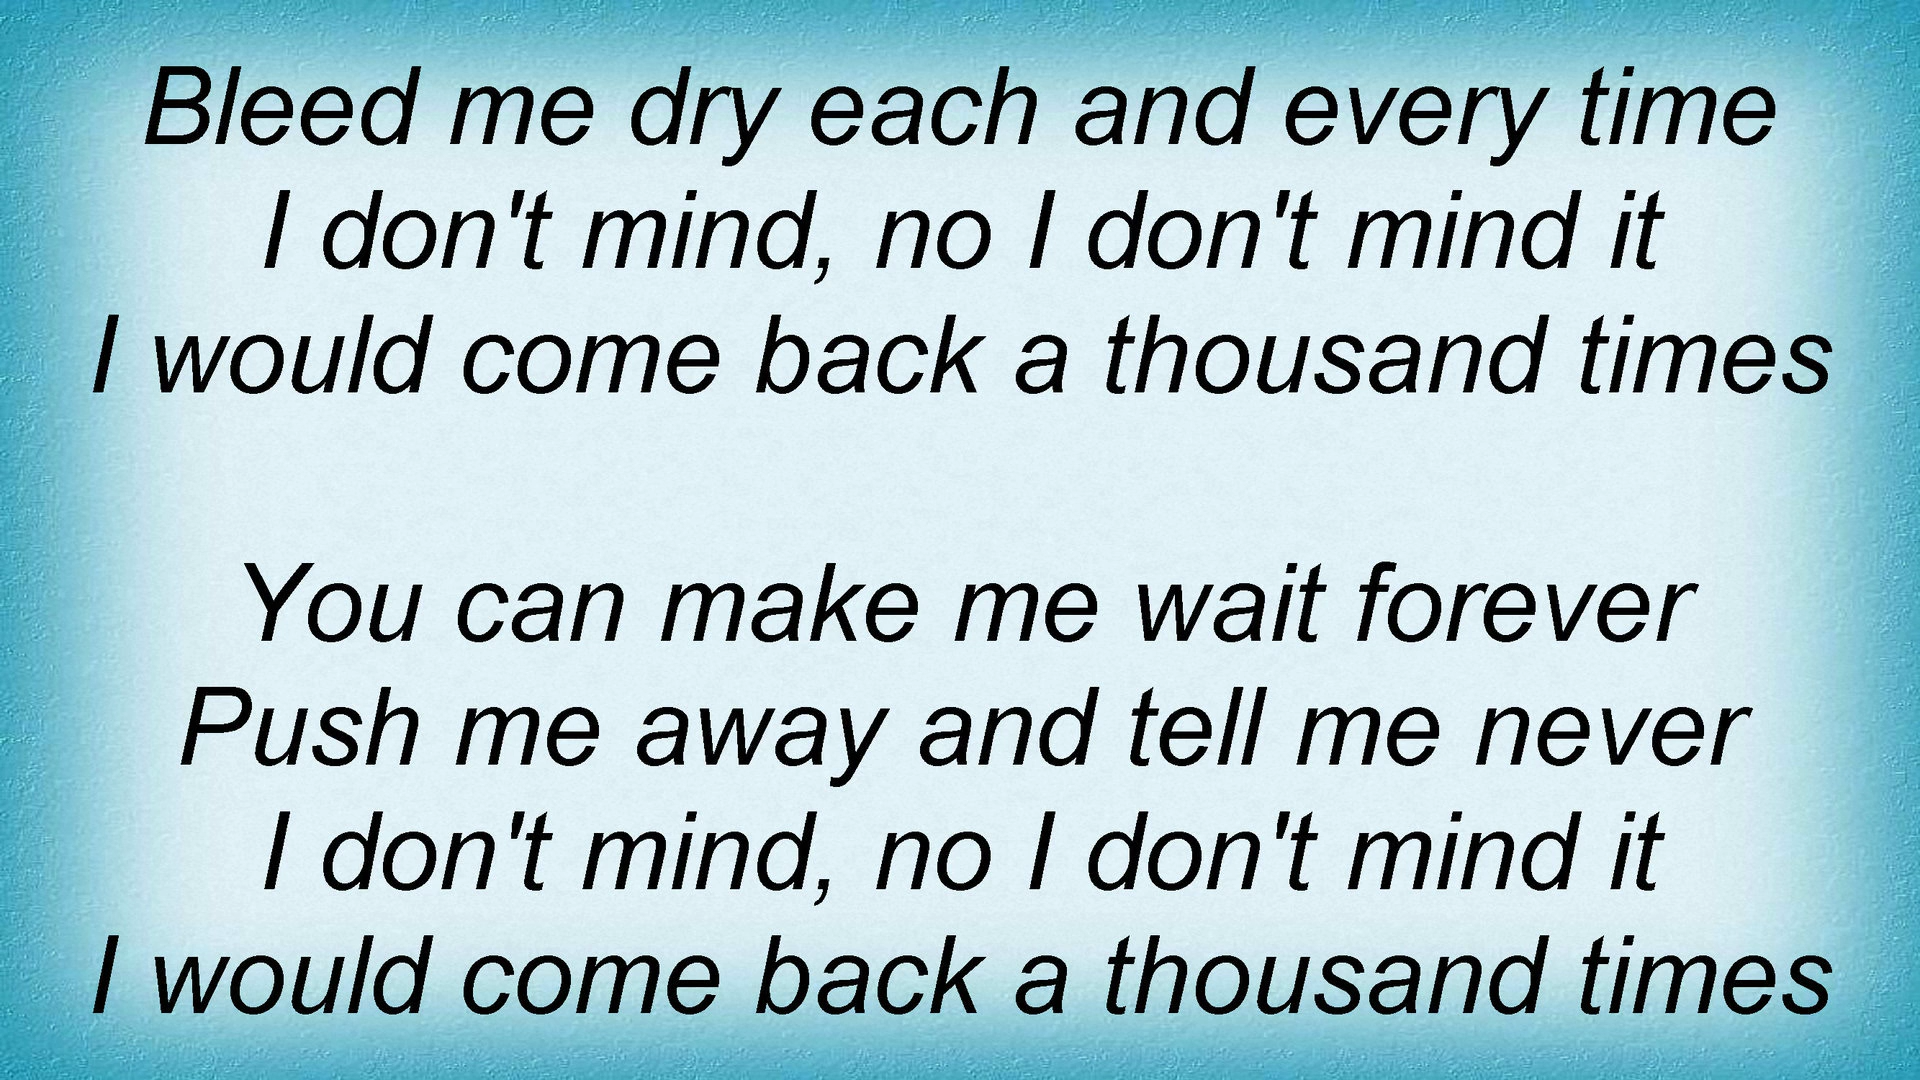 Bleed me dry each and every time
I don't mind, no I don't mind it
I would come back a thousand times
You can make me wait forever
Push me away and tell me never
I don't mind, no I don't mind it
I would come back a thousand times